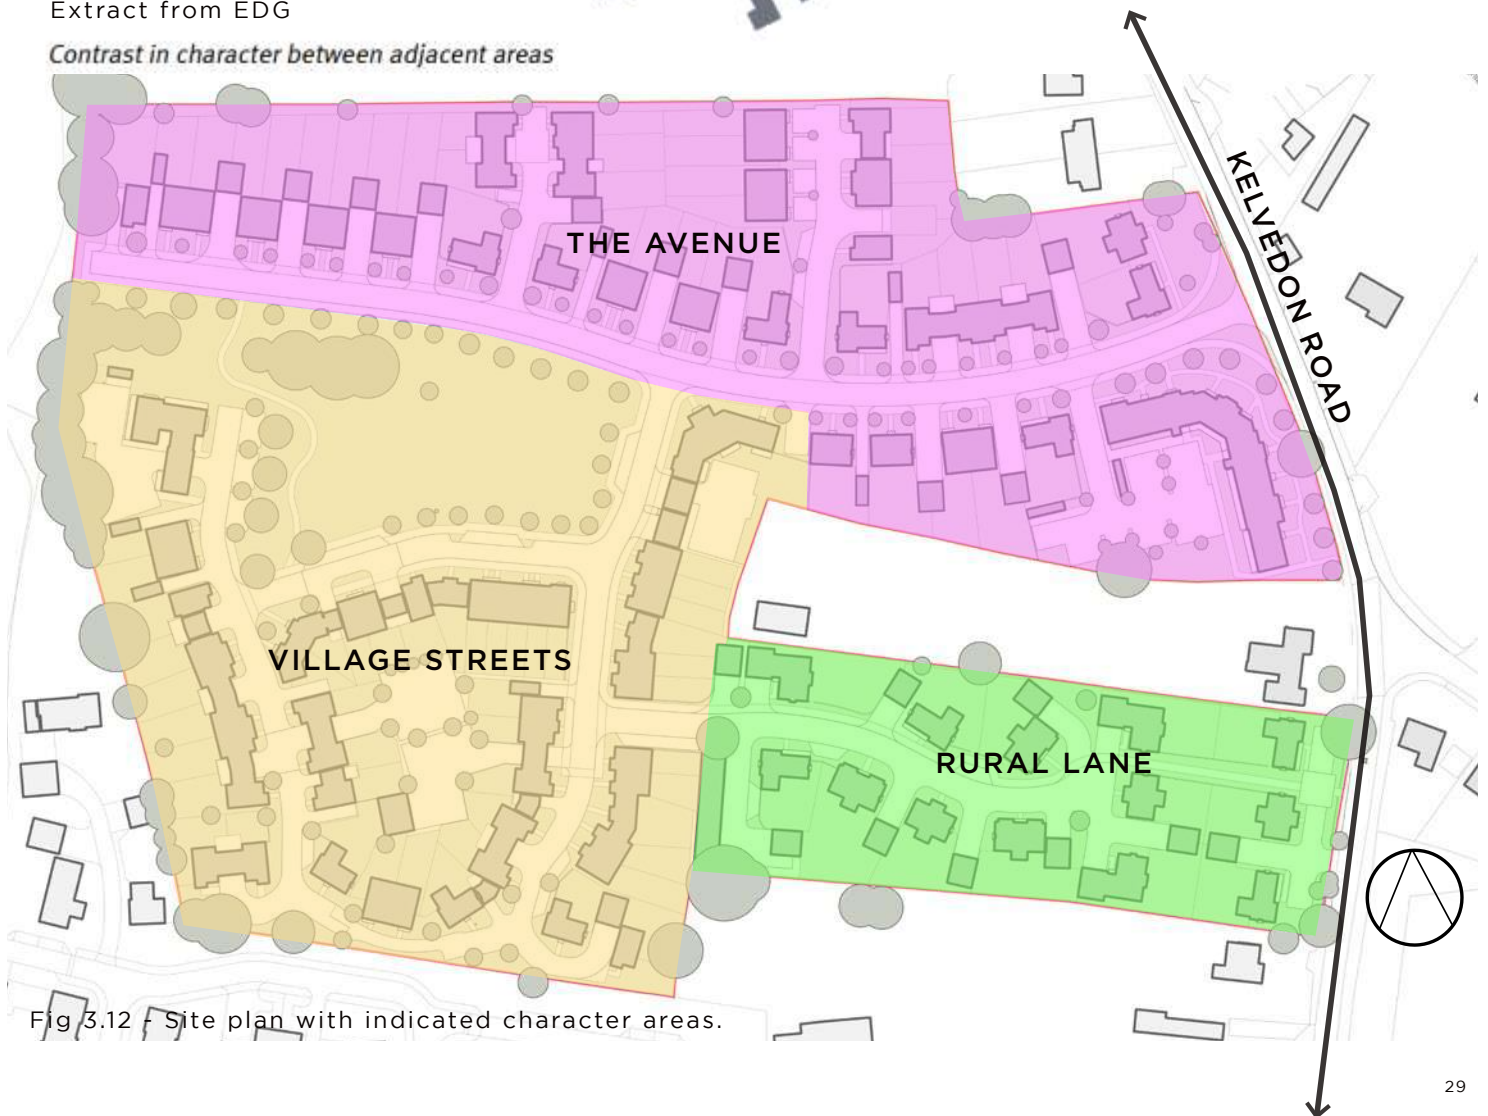 Extract from EDG
Contrast in character between adjacent areas
KELVEDON ROAD
THE AVENUE
VILLAGE STREETS
RURAL LANE
Fig 3.12 - Site plan with indicated character areas.
29